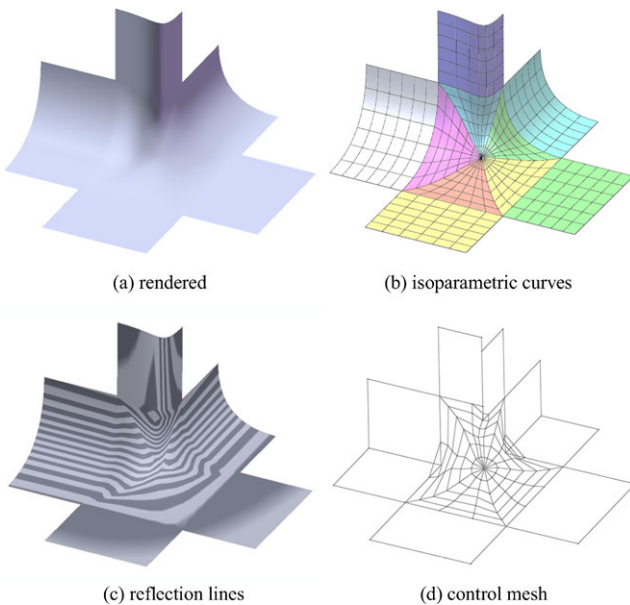 (a) rendered
(b) isoparametric curves
(c) reflection lines
(d) control mesh